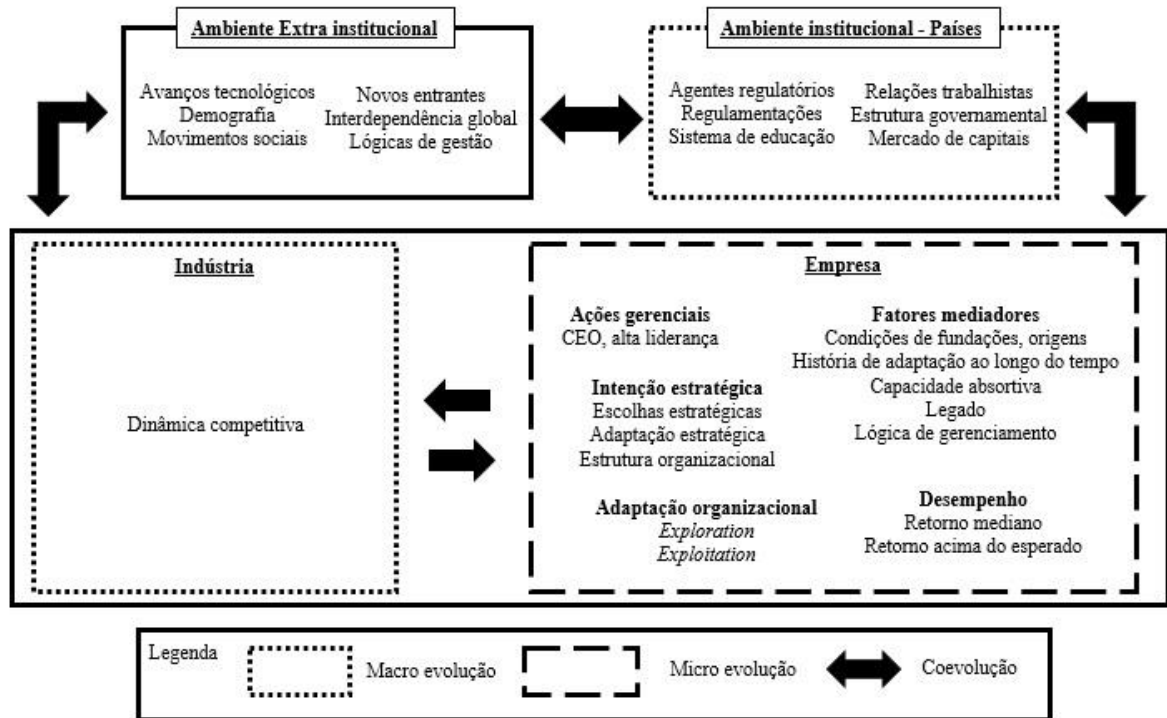 Ambiente Extra institucional
Avanços tecnológicos
Demografia
Movimentos sociais
Novos entrantes
Interdependência global
Lógicas de gestão
Ambiente institucional - Países
Agentes regulatórios
Regulamentações
Sistema de educação
Relações trabalhistas
Estrutura governamental
Mercado de capitais
Indústria
Dinâmica competitiva
Empresa
Ações gerenciais
CEO, alta liderança
Intenção estratégica
Escolhas estratégicas
Adaptação estratégica
Estrutura organizacional
Adaptação organizacional
Exploration
Exploitation
Fatores mediadores
Condições de fundações, origens
História de adaptação ao longo do tempo
Capacidade absortiva
Legado
Lógica de gerenciamento
Desempenho
Retorno mediano
Retorno acima do esperado
Legenda
Macro evolução
Micro evolução
Coevolução